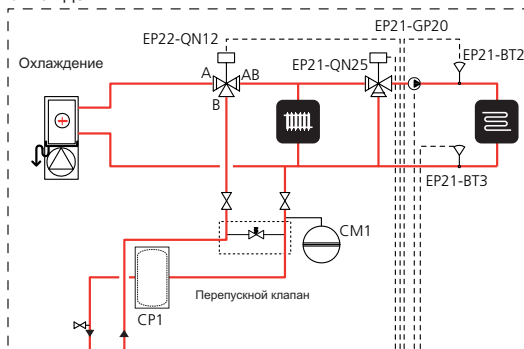 EP22-QN12
EP21-GP20
Охлаждение
EP21-QN25
EP21-BT2
A
AB
B
EP21-BT3
CM1
Перепускной клапан
CP1